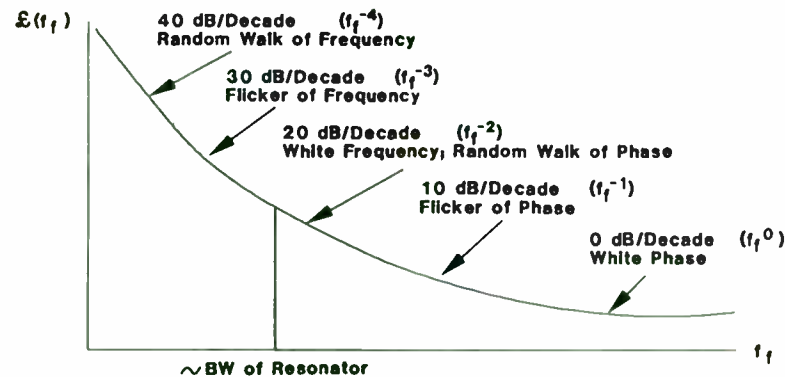 £(f_f)
40 dB/Decade (f_f^-4)
Random Walk of Frequency
30 dB/Decade (f_f^-3)
Flicker of Frequency
20 dB/Decade (f_f^-2)
White Frequency, Random Walk of Phase
10 dB/Decade (f_f^-1)
Flicker of Phase
0 dB/Decade (f_f^0)
White Phase
f_f
~BW of Resonator